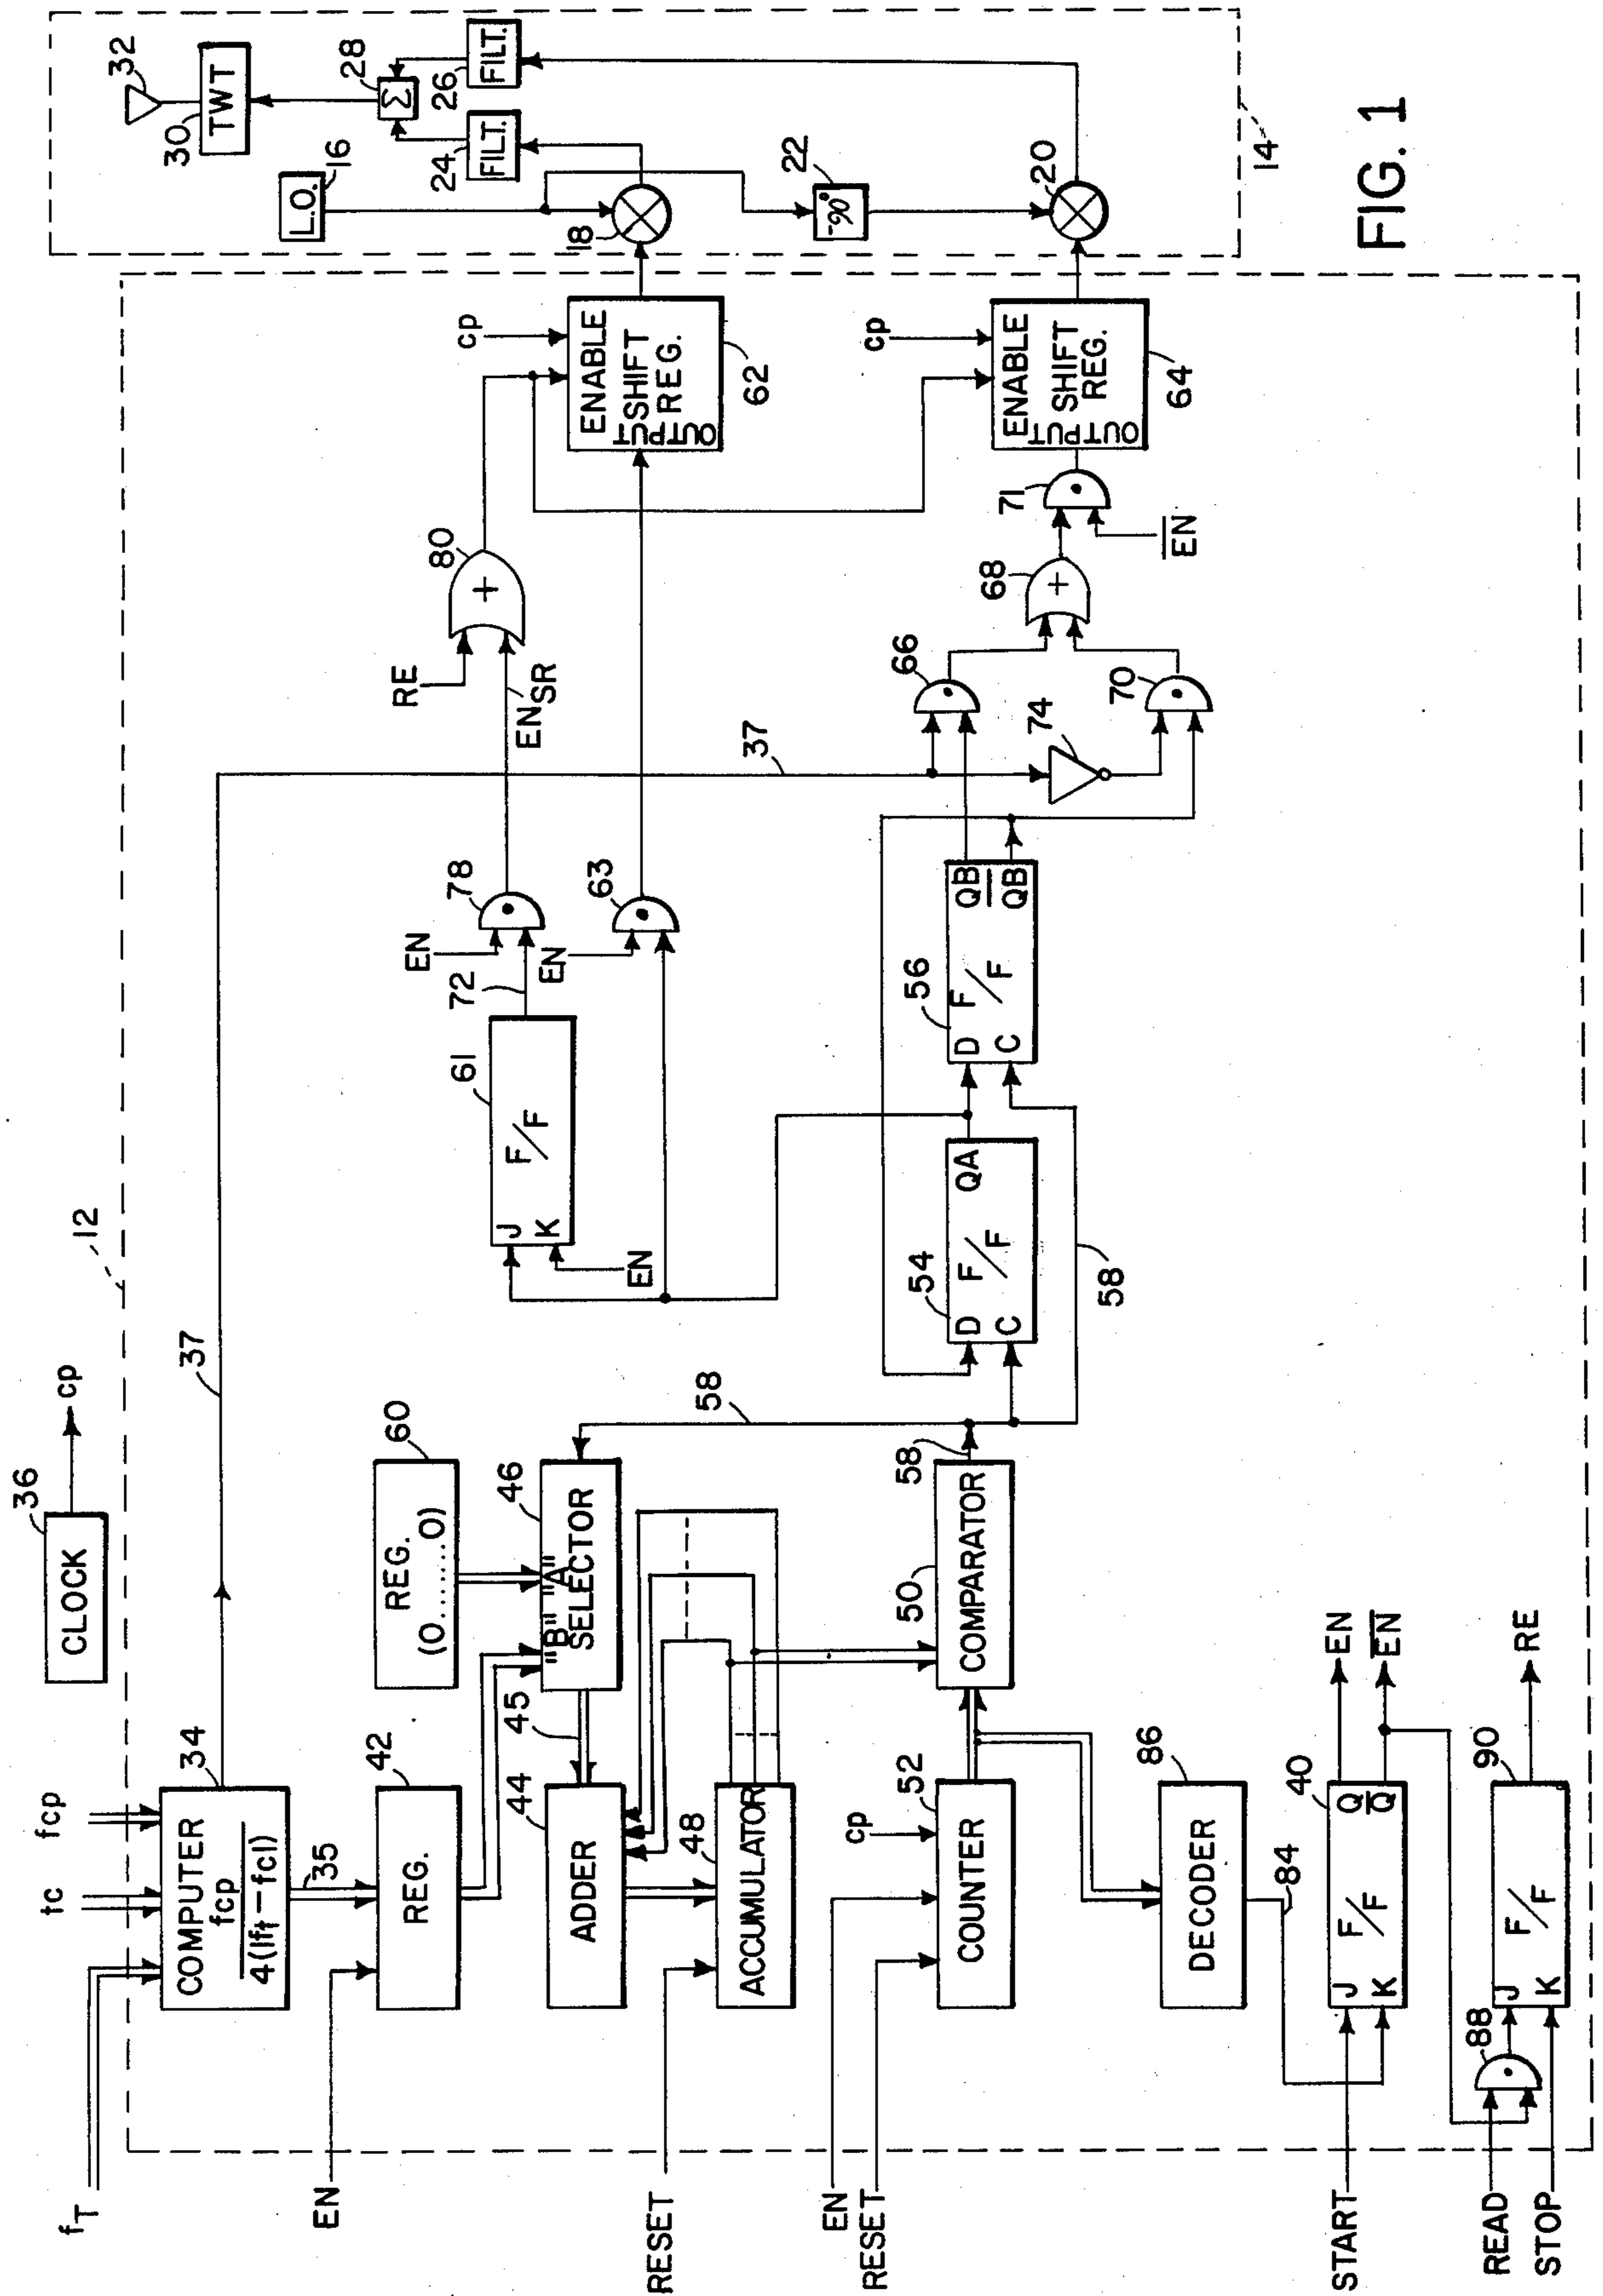 FIG. 1
14
32
TWT
30
28
Σ
FILT.
26
FILT.
24
L.O.
16
18
22
-90°
20
12
36
CLOCK
cp
37
37
fcp
tc
fT
34
COMPUTER
fcp
4(|ft-fc|)
35
EN
42
REG.
60
REG.
(0......0)
"B" "A"
SELECTOR
46
45
44
ADDER
48
ACCUMULATOR
RESET
58
58
58
50
COMPARATOR
52
COUNTER
cp
EN
RESET
86
DECODER
84
40
J
K
F/F
Q
Q̅
EN
E̅N̅
START
90
J
K
F/F
RE
88
READ
STOP
54
D
C
F/F
QA
56
D
C
F/F
QB
Q̅B̅
61
J
K
F/F
EN
72
EN
78
EN
63
RE
ENSR
80
cp
ENABLE
SHIFT
REG.
OUTPUT
62
66
74
70
68
71
E̅N̅
cp
ENABLE
SHIFT
REG.
OUTPUT
64